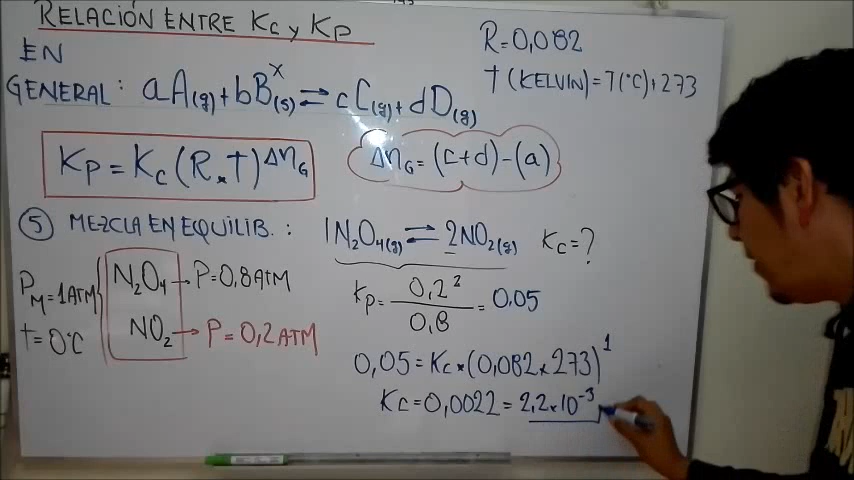 RELACIÓN ENTRE Kc y Kp
R=0,082
T (KELVIN) = T(°C)+273
EN
GENERAL: aA(g)+bB(s) x ⇌ cC(g)+dD(g)
Kp = Kc (R×T)^ΔnG
ΔnG = (c+d)-(a)
5 MEZCLA EN EQUILIB.: 1N₂O₄(g) ⇌ 2NO₂(g) Kc=?
PM=1ATM
t=0°C
N₂O₄ → P=0,8ATM
NO₂ → P=0,2ATM
Kp = 0,2² / 0,8 = 0.05
0,05 = Kc × (0,082 × 273)¹
Kc = 0,0022 = 2,2×10⁻³